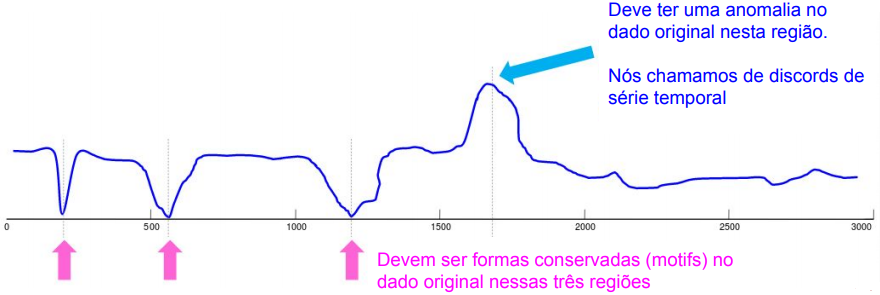 Deve ter uma anomalia no
dado original nesta região.
Nós chamamos de discords de
série temporal
0 500 1000 1500 2000 2500 3000
Devem ser formas conservadas (motifs) no
dado original nessas três regiões